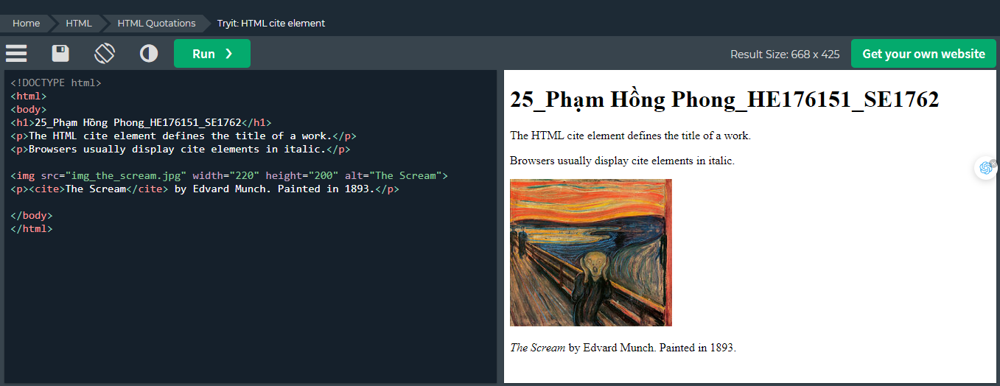 Home HTML HTML Quotations Tryit: HTML cite element
Run ❯ Result Size: 668 x 425 Get your own website
<!DOCTYPE html>
<html>
<body>
<h1>25_Phạm Hồng Phong_HE176151_SE1762</h1>
<p>The HTML cite element defines the title of a work.</p>
<p>Browsers usually display cite elements in italic.</p>
<img src="img_the_scream.jpg" width="220" height="200" alt="The Scream">
<p><cite>The Scream</cite> by Edvard Munch. Painted in 1893.</p>
</body>
</html>
25_Phạm Hồng Phong_HE176151_SE1762
The HTML cite element defines the title of a work.
Browsers usually display cite elements in italic.
The Scream by Edvard Munch. Painted in 1893.